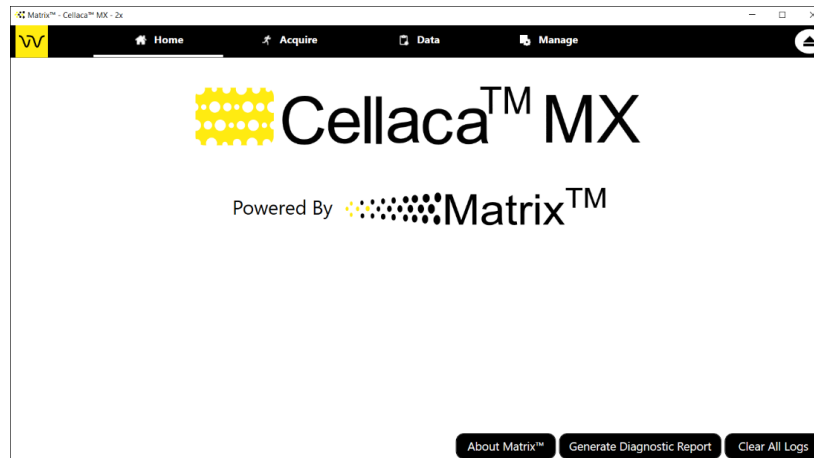 Matrix™ - Cellaca™ MX - 2x
Home Acquire Data Manage
Cellaca™ MX
Powered By Matrix™
About Matrix™ Generate Diagnostic Report Clear All Logs